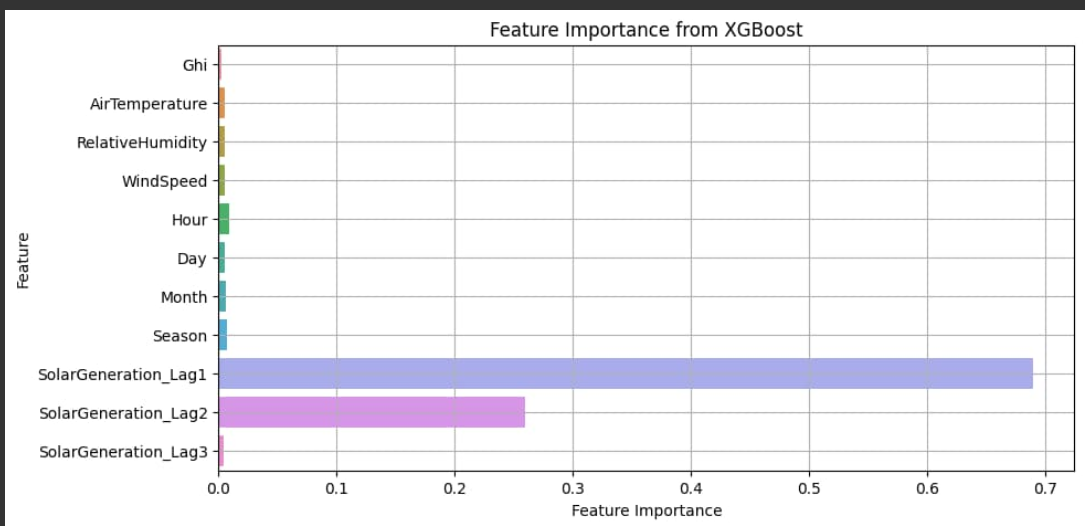 Feature Importance from XGBoost
Ghi
AirTemperature
RelativeHumidity
WindSpeed
Hour
Day
Month
Season
SolarGeneration_Lag1
SolarGeneration_Lag2
SolarGeneration_Lag3
Feature
0.0 0.1 0.2 0.3 0.4 0.5 0.6 0.7
Feature Importance